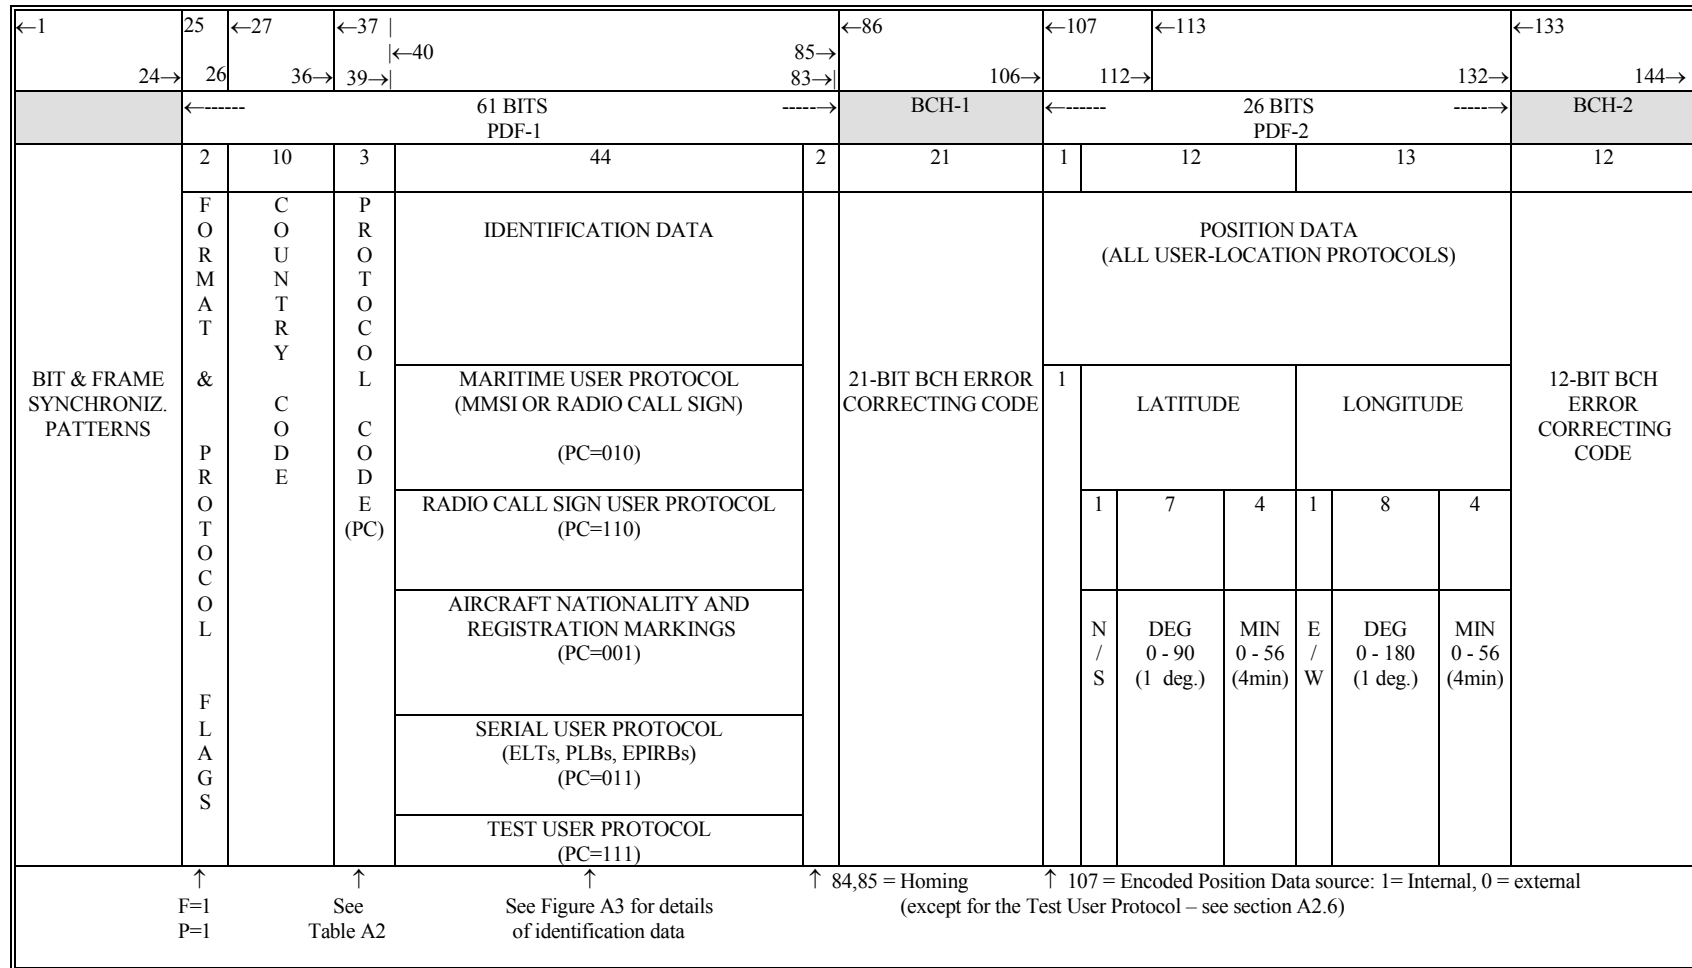 ←1 25 ←27 ←37 | ←86 ←107 ←113 ←133
|←40 85→
24→ 26 36→ 39→| 83→| 106→ 112→ 132→ 144→
←------ 61 BITS -----→ BCH-1 ←------ 26 BITS -----→ BCH-2
PDF-1 PDF-2
2 10 3 44 2 21 1 12 13 12
FORMAT & PROTOCOL FLAGS
COUNTRY CODE
PROTOCOL CODE
(PC)
IDENTIFICATION DATA
POSITION DATA
(ALL USER-LOCATION PROTOCOLS)
BIT & FRAME
SYNCHRONIZ.
PATTERNS
MARITIME USER PROTOCOL
(MMSI OR RADIO CALL SIGN)
(PC=010)
21-BIT BCH ERROR
CORRECTING CODE
1
LATITUDE LONGITUDE
12-BIT BCH
ERROR
CORRECTING
CODE
RADIO CALL SIGN USER PROTOCOL
(PC=110)
1 7 4 1 8 4
AIRCRAFT NATIONALITY AND
REGISTRATION MARKINGS
(PC=001)
N DEG MIN E DEG MIN
/ 0 - 90 0 - 56 / 0 - 180 0 - 56
S (1 deg.) (4min) W (1 deg.) (4min)
SERIAL USER PROTOCOL
(ELTs, PLBs, EPIRBs)
(PC=011)
TEST USER PROTOCOL
(PC=111)
↑ ↑ ↑ ↑ 84,85 = Homing ↑ 107 = Encoded Position Data source: 1= Internal, 0 = external
F=1 See See Figure A3 for details (except for the Test User Protocol – see section A2.6)
P=1 Table A2 of identification data